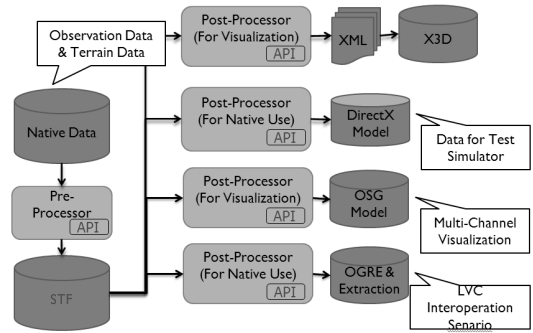 Observation Data
& Terrain Data
Native Data
Pre-
Processor
API
STF
Post-Processor
(For Visualization)
API
XML
X3D
Post-Processor
(For Native Use)
API
DirectX
Model
Data for Test
Simulator
Post-Processor
(For Visualization)
API
OSG
Model
Multi-Channel
Visualization
Post-Processor
(For Native Use)
API
OGRE &
Extraction
LVC
Interoperation
Senario